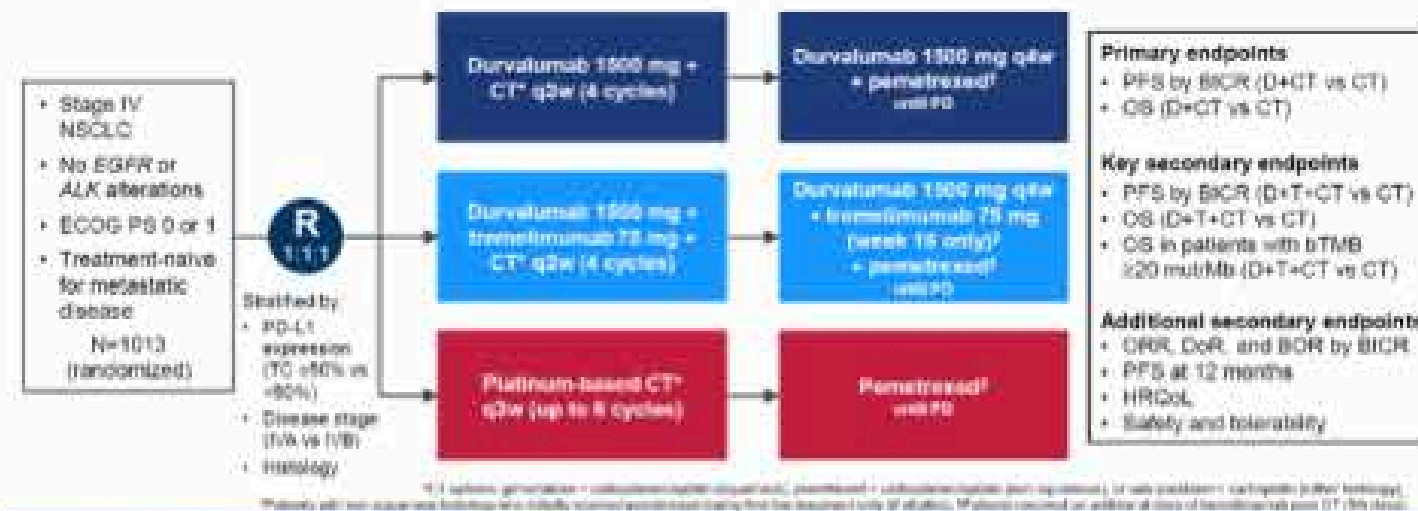 • Stage IV
NSCLC
• No EGFR or
ALK alterations
• ECOG PS 0 or 1
• Treatment-naive
for metastatic
disease
N=1013
(randomized)
R
1:1:1
Stratified by:
• PD-L1
expression
(TC ≥50% vs
<50%)
• Disease stage
(IVA vs IVB)
• Histology
Durvalumab 1500 mg +
CT* q3w (4 cycles)
Durvalumab 1500 mg q4w
+ pemetrexed†
until PD
Durvalumab 1500 mg +
tremelimumab 75 mg +
CT* q3w (4 cycles)
Durvalumab 1500 mg q4w
+ tremelimumab 75 mg
(week 16 only)
+ pemetrexed†
until PD
Platinum-based CT*
q3w (up to 6 cycles)
Pemetrexed†
until PD
Primary endpoints
• PFS by BICR (D+CT vs CT)
• OS (D+CT vs CT)
Key secondary endpoints
• PFS by BICR (D+T+CT vs CT)
• OS (D+T+CT vs CT)
• OS in patients with bTMB
≥20 mut/Mb (D+T+CT vs CT)
Additional secondary endpoints
• ORR, DoR, and BOR by BICR
• PFS at 12 months
• HRQoL
• Safety and tolerability